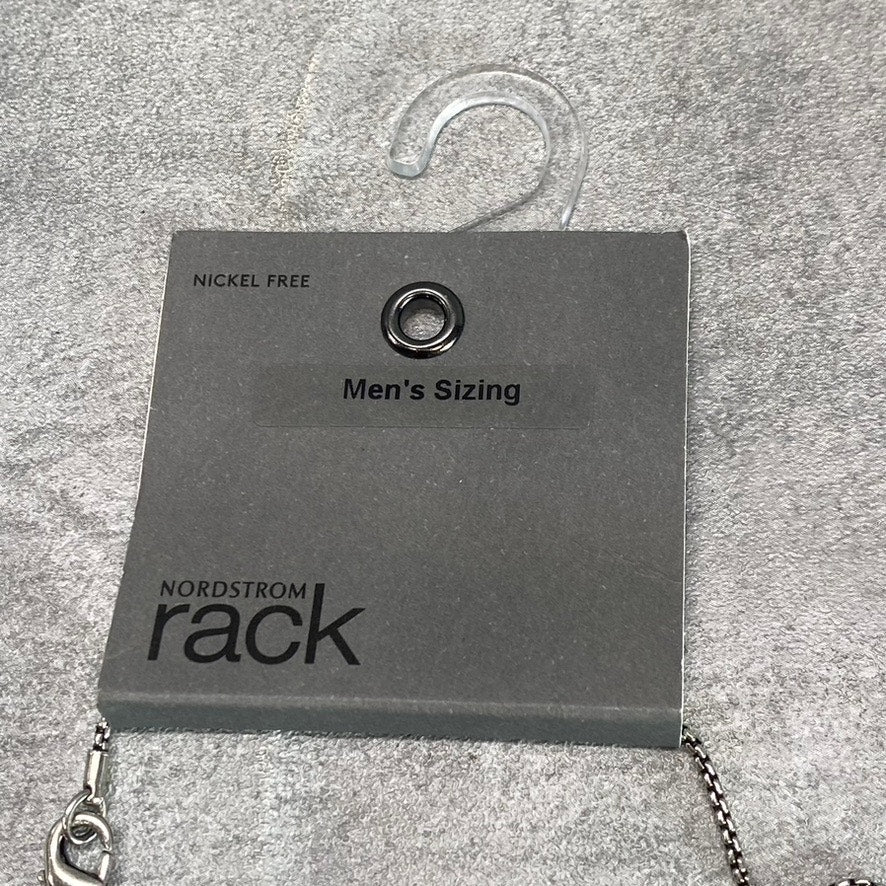 NICKEL FREE
Men's Sizing
NORDSTROM
rack